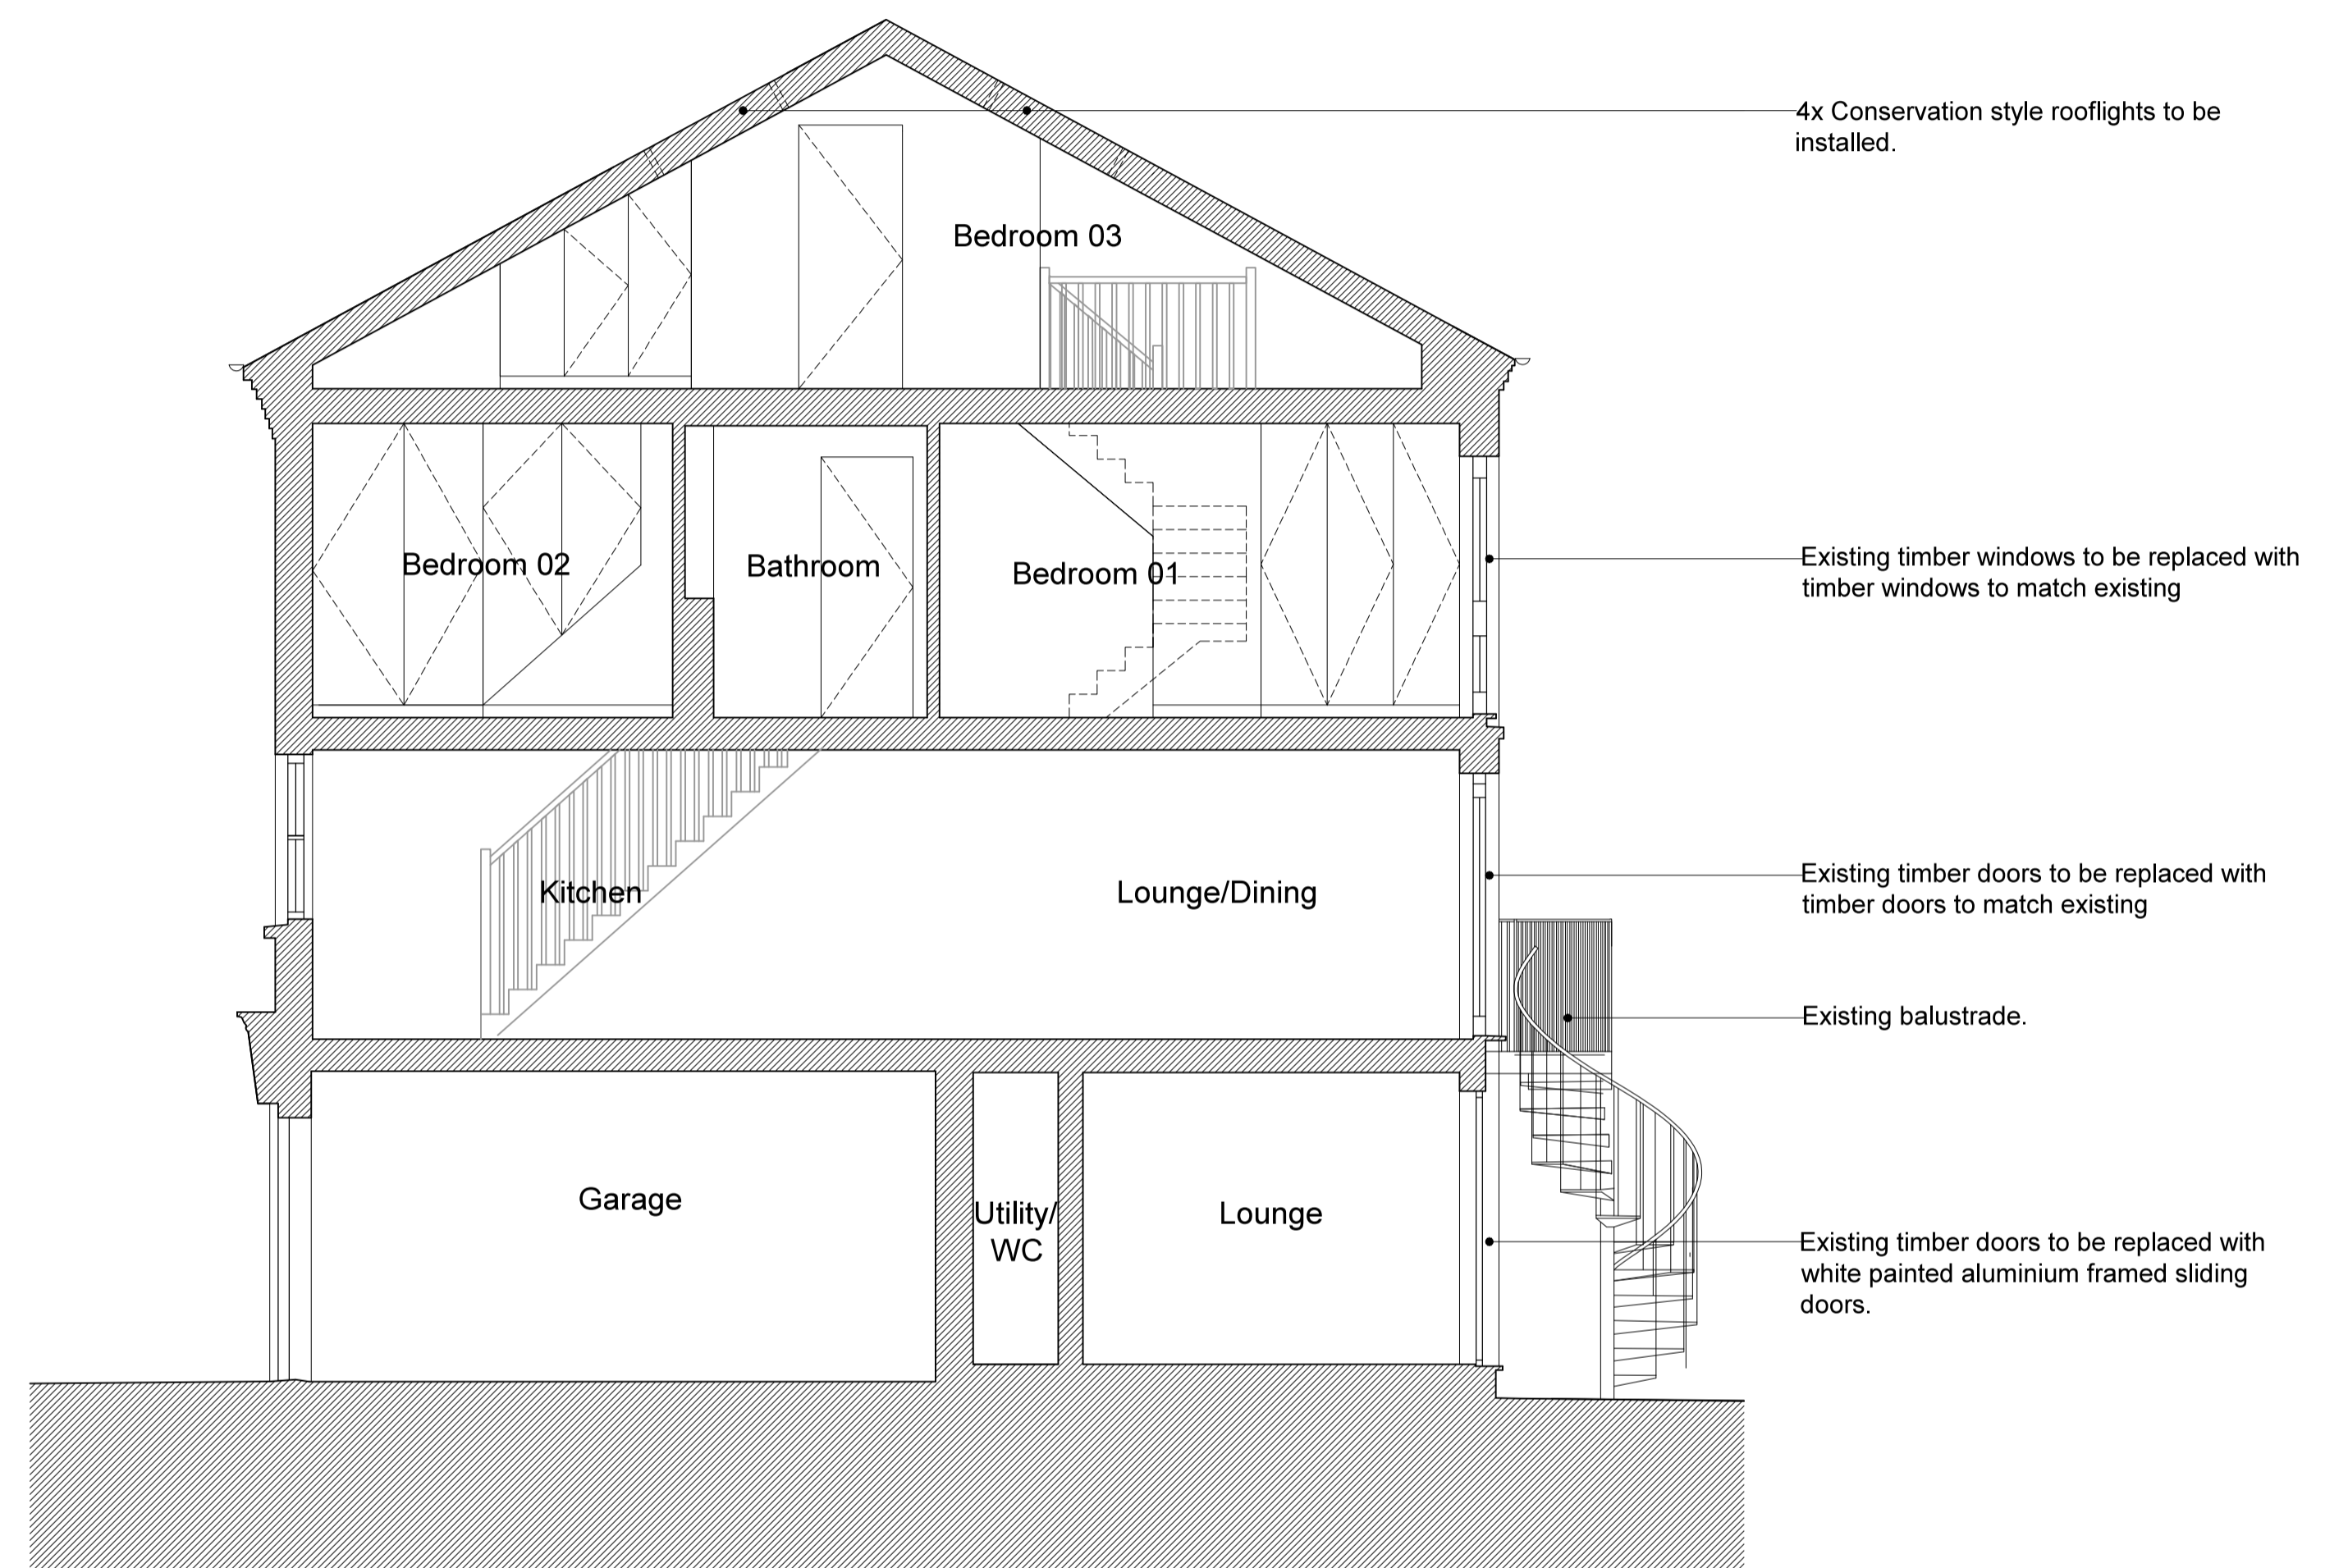 4x Conservation style rooflights to be
installed.
Bedroom 03
Existing timber windows to be replaced with
timber windows to match existing
Bedroom 02
Bathroom
Bedroom 01
Existing timber doors to be replaced with
timber doors to match existing
Kitchen
Lounge/Dining
Existing balustrade.
Garage
Utility/
WC
Lounge
Existing timber doors to be replaced with
white painted aluminium framed sliding
doors.